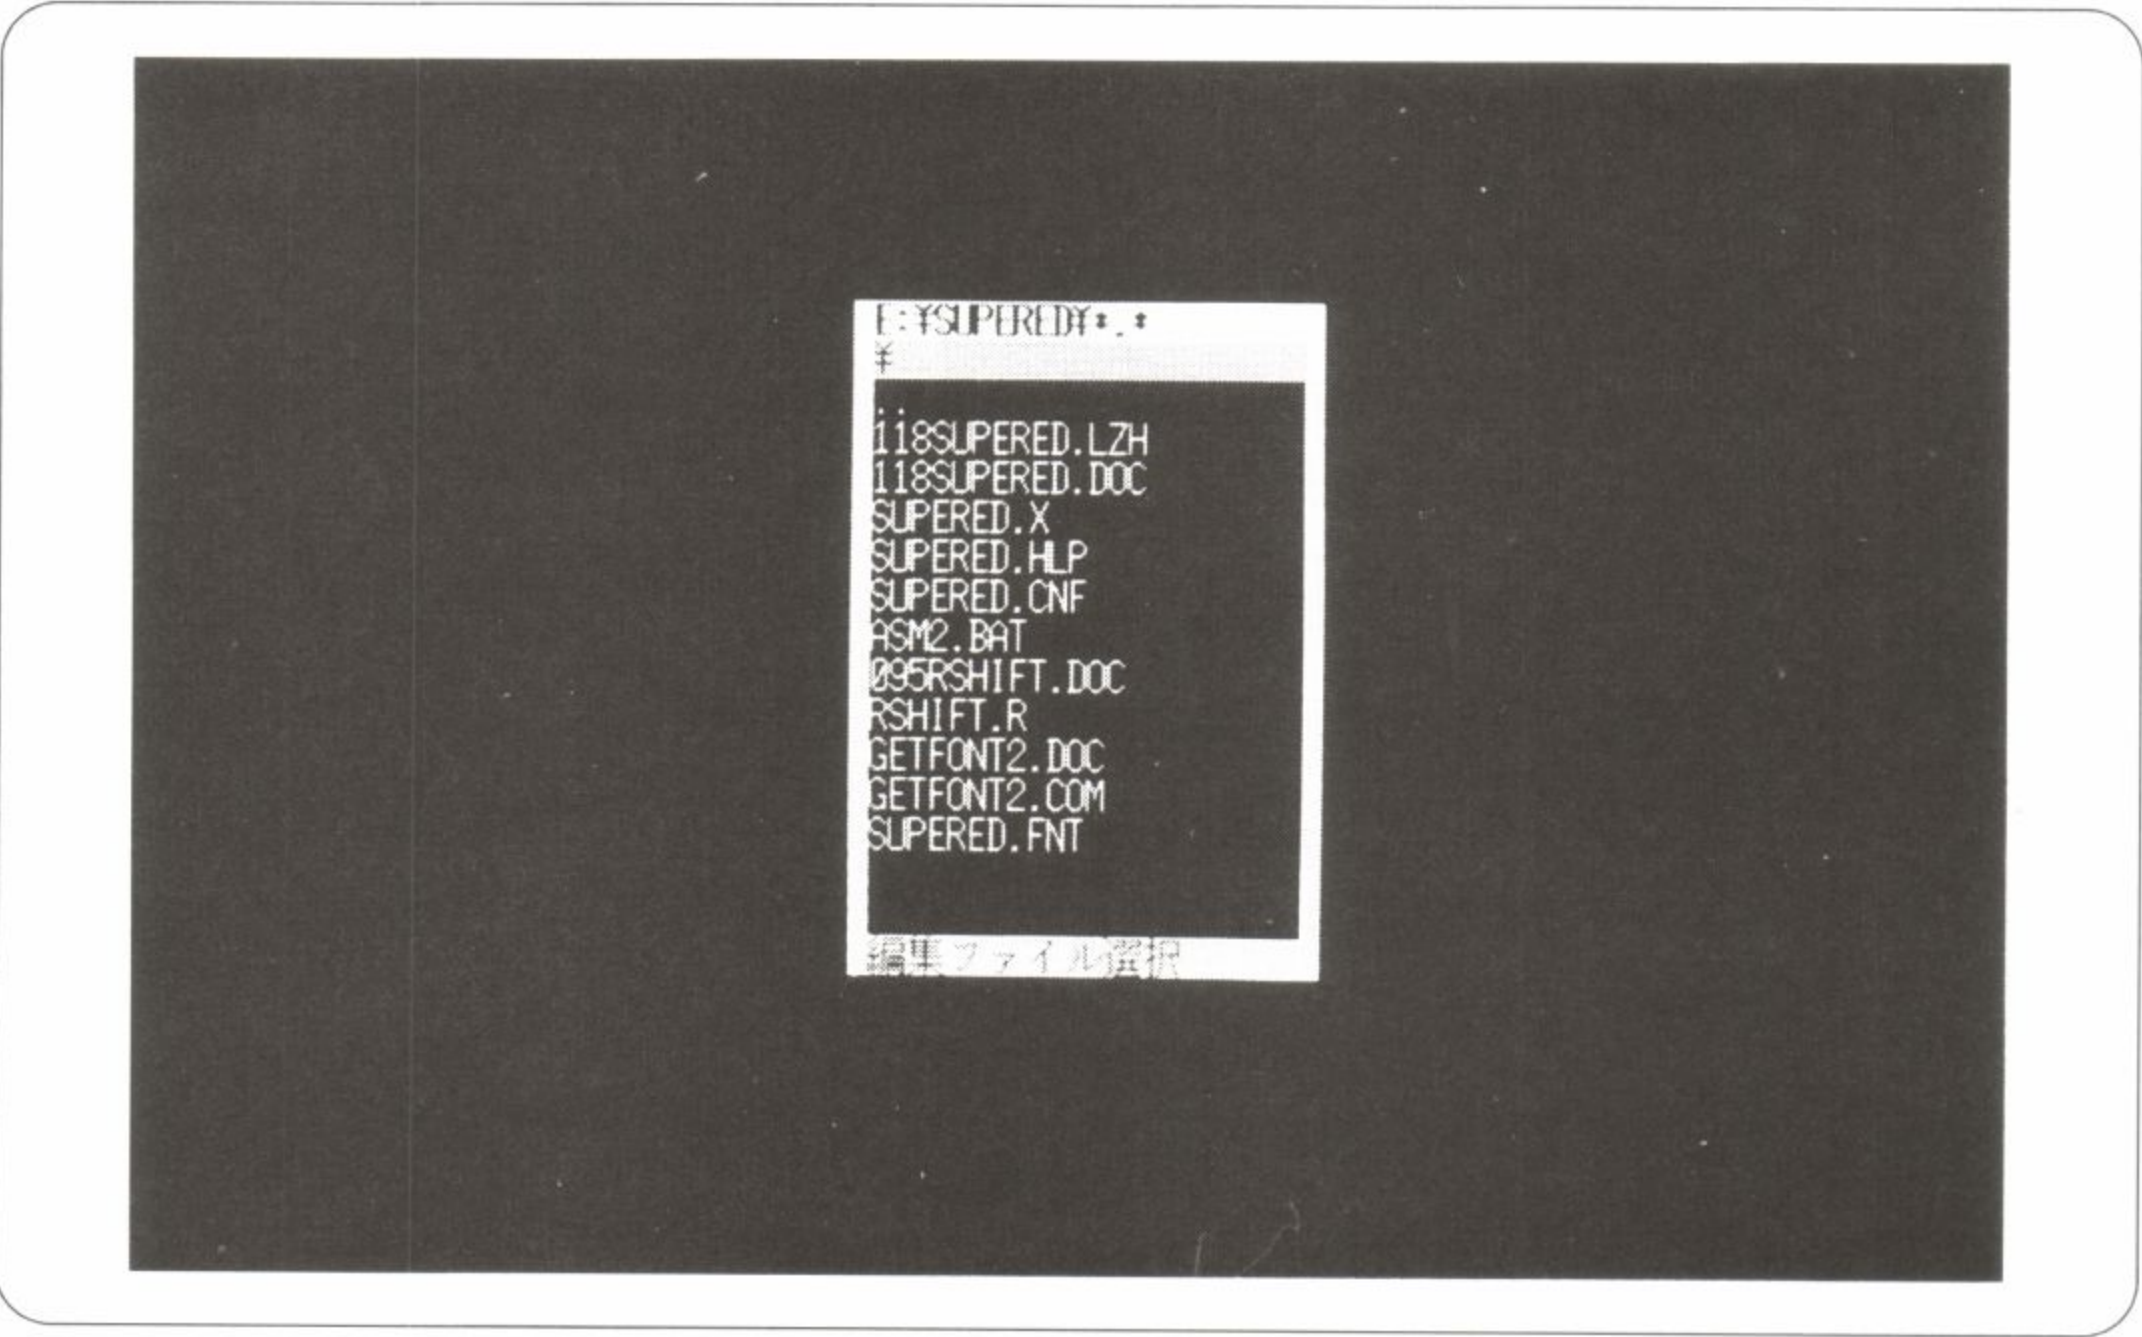 E:¥SUPERED¥*.*
¥
..
118SUPERED.LZH
118SUPERED.DOC
SUPERED.X
SUPERED.HLP
SUPERED.CNF
ASM2.BAT
095RSHIFT.DOC
RSHIFT.R
GETFONT2.DOC
GETFONT2.COM
SUPERED.FNT
編集ファイル選択